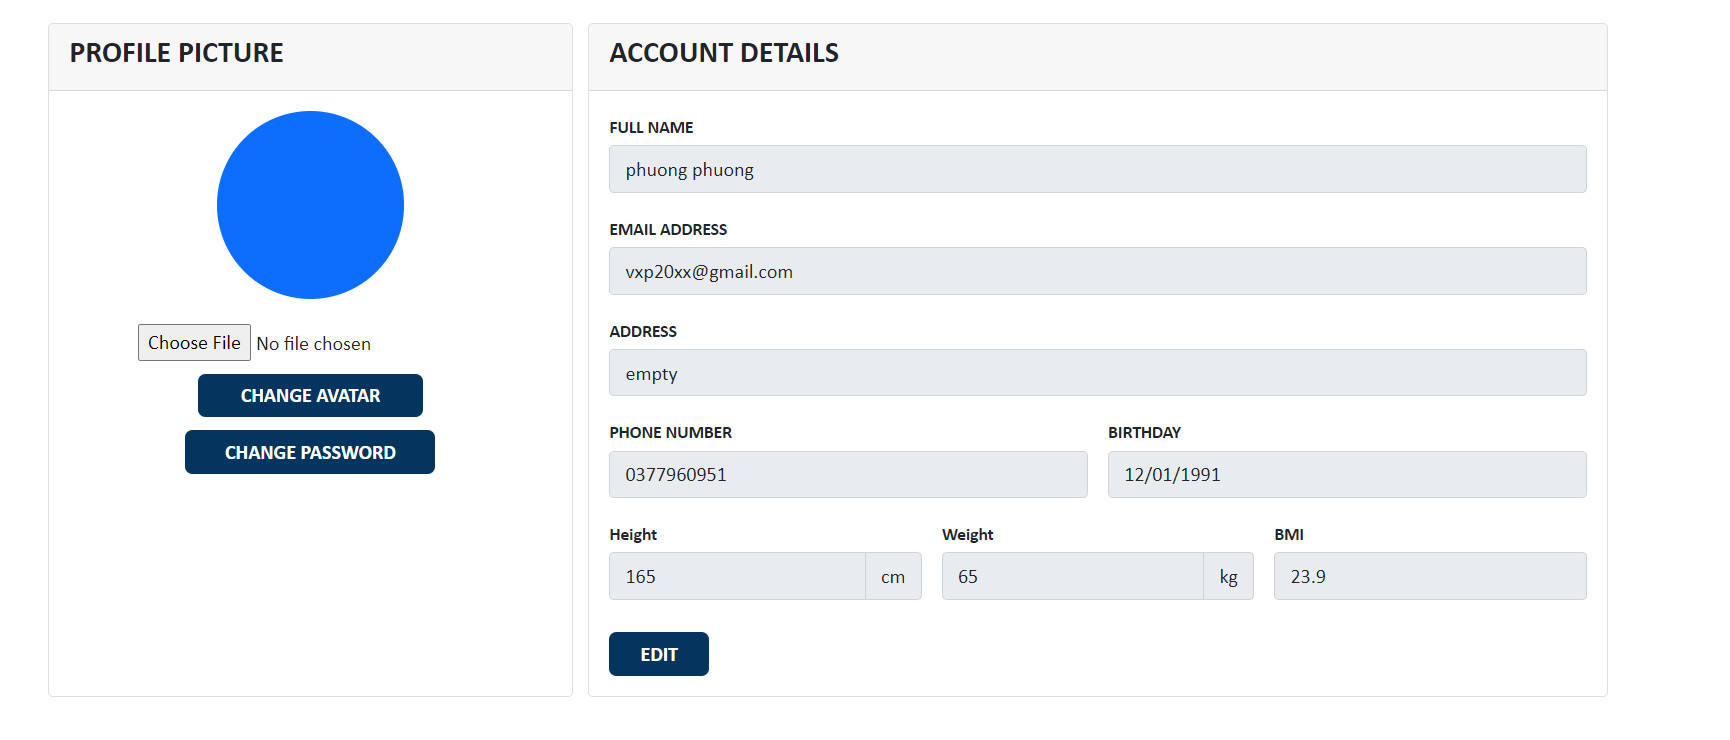 PROFILE PICTURE
Choose File No file chosen
CHANGE AVATAR
CHANGE PASSWORD
ACCOUNT DETAILS
FULL NAME
phuong phuong
EMAIL ADDRESS
vxp20xx@gmail.com
ADDRESS
empty
PHONE NUMBER BIRTHDAY
0377960951 12/01/1991
Height Weight BMI
165 cm 65 kg 23.9
EDIT